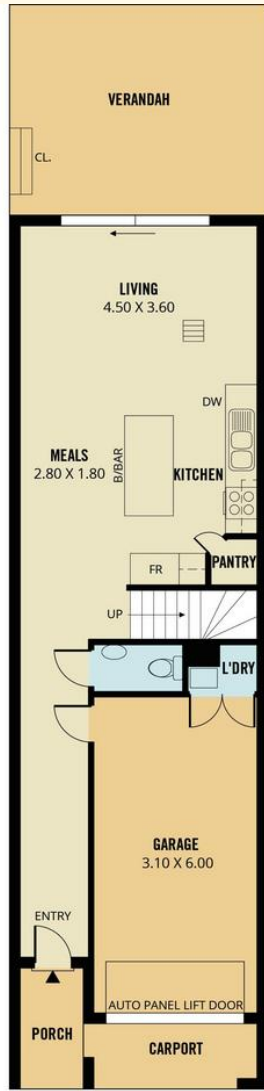 VERANDAH
CL.
LIVING
4.50 X 3.60
DW
MEALS
2.80 X 1.80
B/BAR
KITCHEN
FR
PANTRY
UP
L'DRY
GARAGE
3.10 X 6.00
ENTRY
AUTO PANEL LIFT DOOR
PORCH
CARPORT